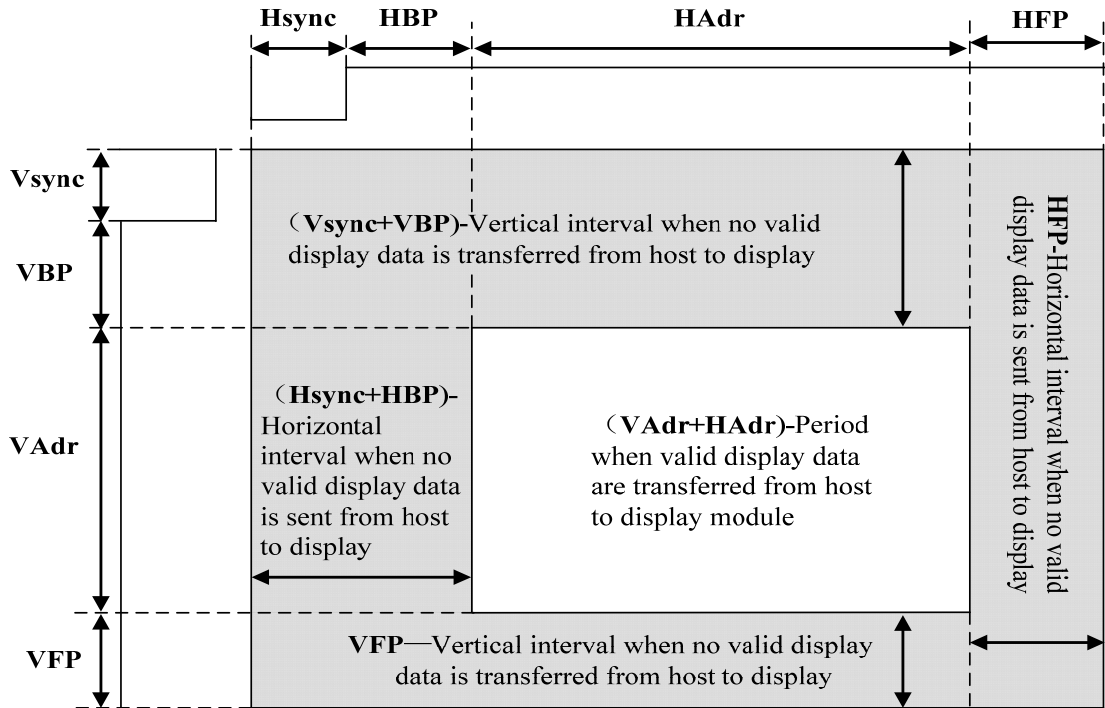 Hsync HBP HAdr HFP
Vsync
VBP
VAdr
VFP
（Vsync+VBP)-Vertical interval when no valid
display data is transferred from host to display
（Hsync+HBP)-
Horizontal
interval when no
valid display data
is sent from host
to display
（VAdr+HAdr)-Period
when valid display data
are transferred from host
to display module
HFP-Horizontal interval when no valid
display data is sent from host to display
VFP—Vertical interval when no valid display
data is transferred from host to display